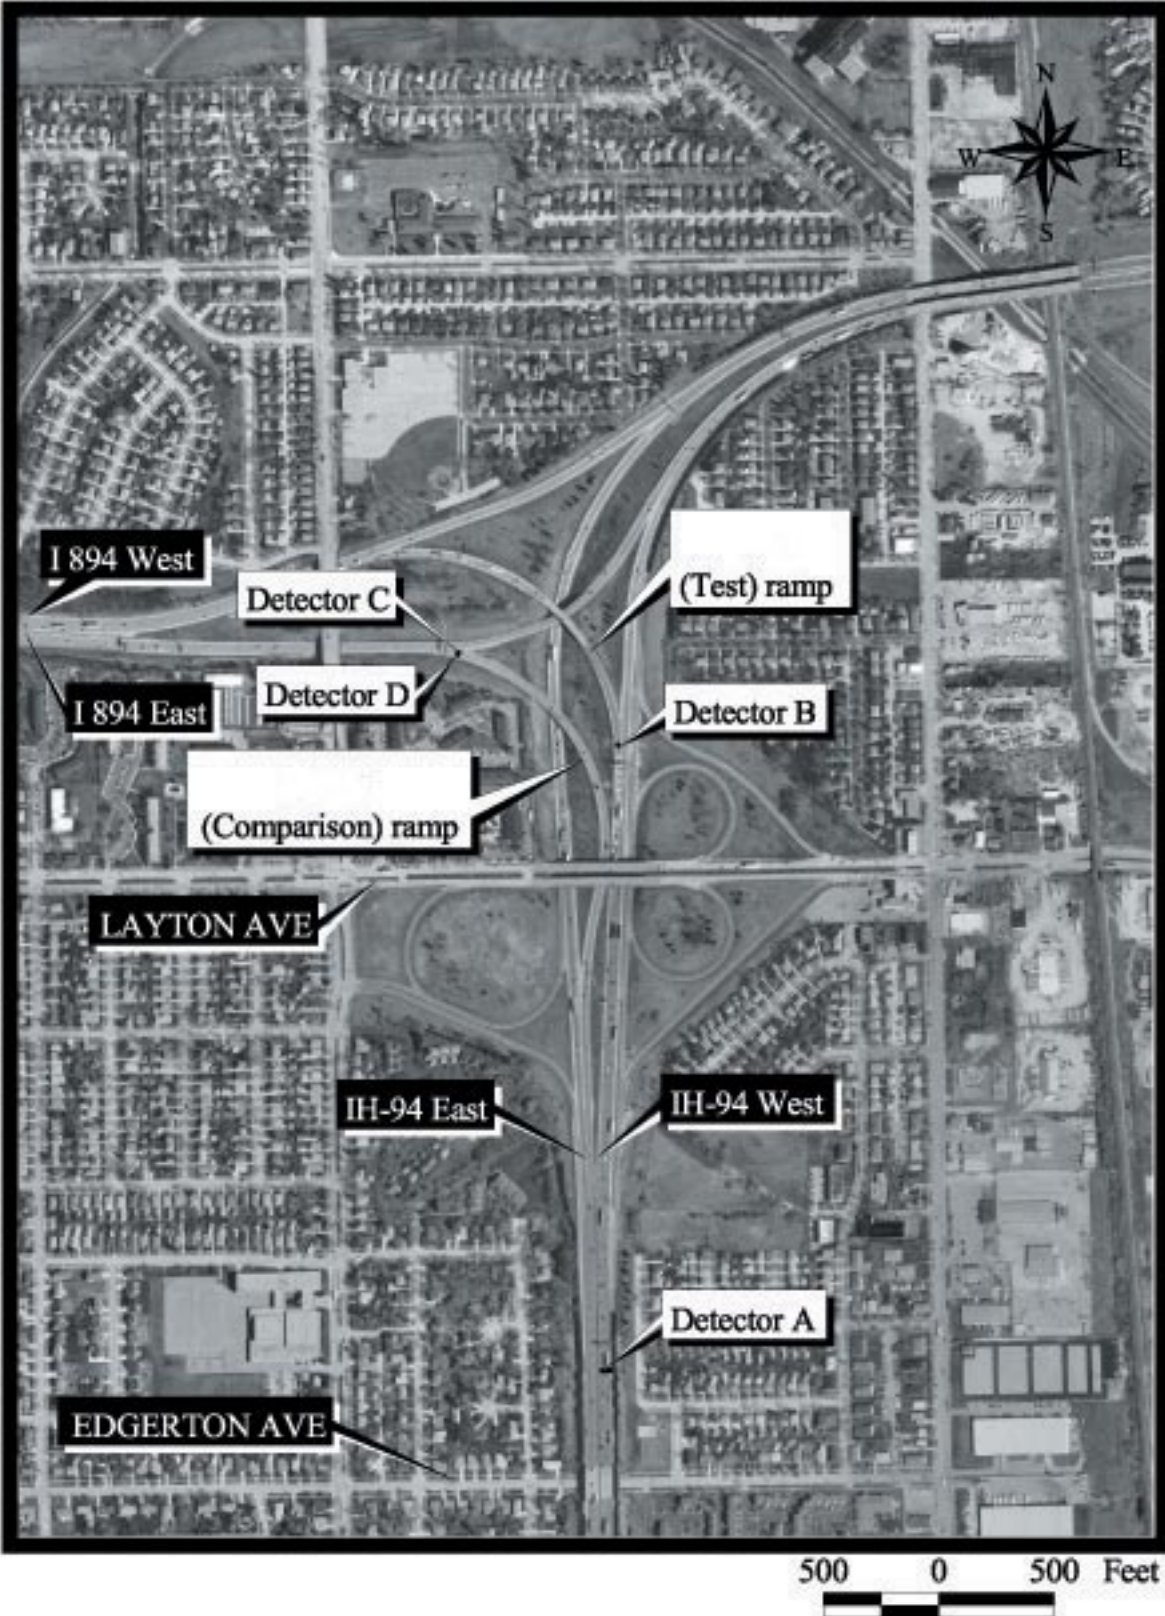 N
W E
S
I 894 West
(Test) ramp
Detector C
Detector D
I 894 East
Detector B
(Comparison) ramp
LAYTON AVE
IH-94 East
IH-94 West
Detector A
EDGERTON AVE
500 0 500 Feet